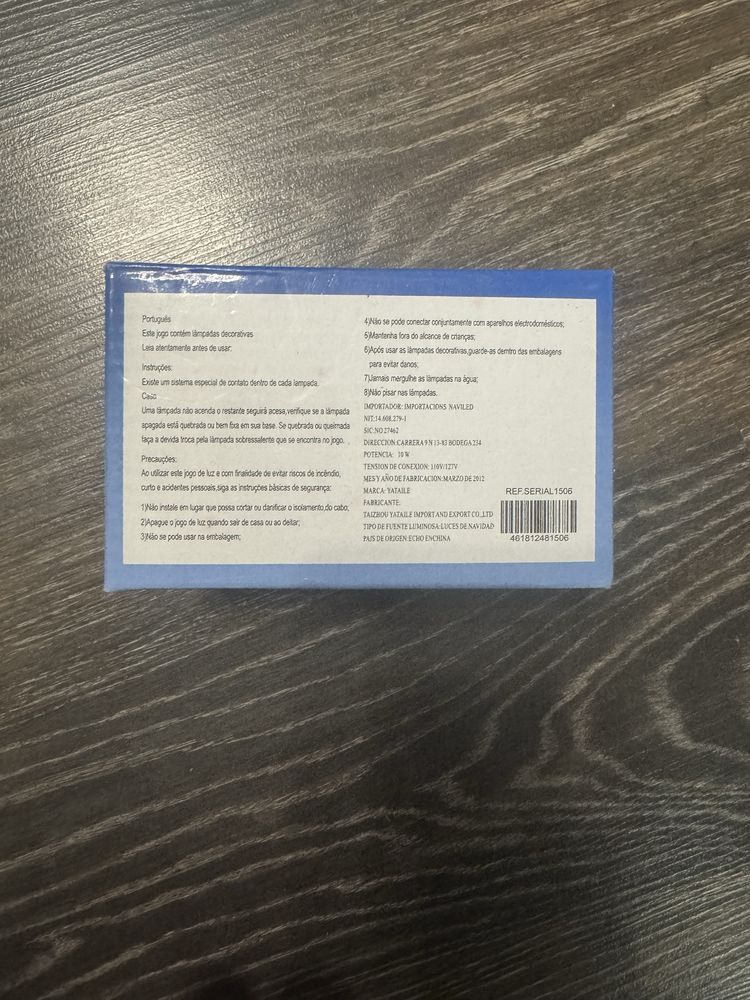 Português
Este jogo contém lâmpadas decorativas
Leia atentamente antes de usar:
Instruções:
Existe um sistema especial de contato dentro de cada lampada.
Caso
Uma lâmpada não acenda o restante seguirá acesa,verifique se a lâmpada
apagada está quebrada ou bem fixa em sua base. Se quebrada ou queimada
faça a devida troca pela lâmpada sobressalente que se encontra no jogo.
Precauções:
Ao utilizar este jogo de luz e com finalidade de evitar riscos de incêndio,
curto e acidentes pessoais,siga as instruções básicas de segurança:
1)Não instale em lugar que possa cortar ou danificar o isolamento,do cabo;
2)Apague o jogo de luz quando sair de casa ou ao deitar;
3)Não se pode usar na embalagem;
4)Não se pode conectar conjuntamente com aparelhos electrodomésticos;
5)Mantenha fora do alcance de crianças;
6)Após usar as lâmpadas decorativas,guarde-as demtro das embalagens
para evitar danos;
7)Jamais mergulhe as lâmpadas na água;
8)Não pisar nas lâmpadas.
IMPORTADOR: IMPORTACIONS NAVILED
NIT:14.608.279-1
SIC:NO 27462
DIRECCION:CARRERA 9 N 13-83 BODEGA 234
POTENCIA: 10 W
TENSION DE CONEXION: 110V/127V
MES Y AÑO DE FABRICACION:MARZO DE 2012
MARCA: YATAILE
FABRICANTE:
TAIZHOU YATAILE IMPORT AND EXPORT CO.,LTD
TIPO DE FUENTE LUMINOSA:LUCES DE NAVIDAD
PAIS DE ORIGEN:ECHO ENCHINA
REF.SERIAL1506
461812481506